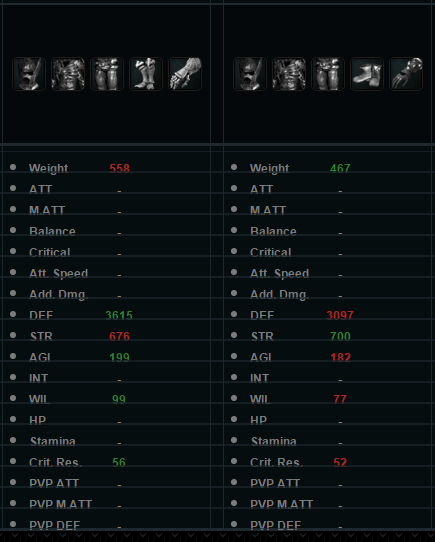 Weight 558 Weight 467
ATT - ATT -
M.ATT - M.ATT -
Balance - Balance -
Critical - Critical -
Att. Speed - Att. Speed -
Add. Dmg. - Add. Dmg. -
DEF 3615 DEF 3097
STR 676 STR 700
AGI 199 AGI 182
INT - INT -
WIL 99 WIL 77
HP - HP -
Stamina - Stamina -
Crit. Res. 56 Crit. Res. 52
PVP ATT - PVP ATT -
PVP M.ATT - PVP M.ATT -
PVP DEF - PVP DEF -